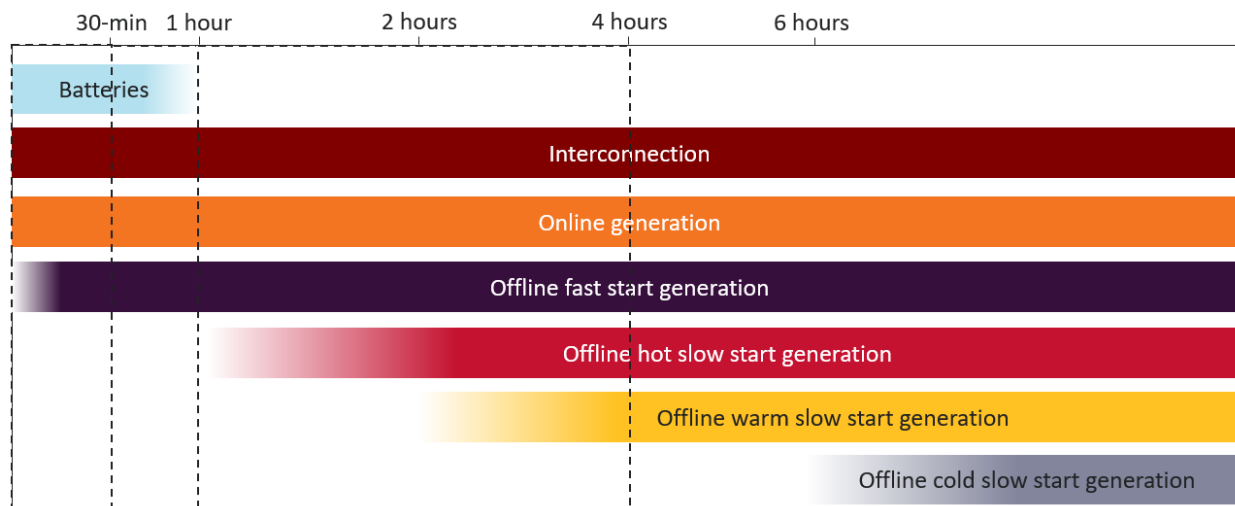 30-min 1 hour 2 hours 4 hours 6 hours
Batteries
Interconnection
Online generation
Offline fast start generation
Offline hot slow start generation
Offline warm slow start generation
Offline cold slow start generation